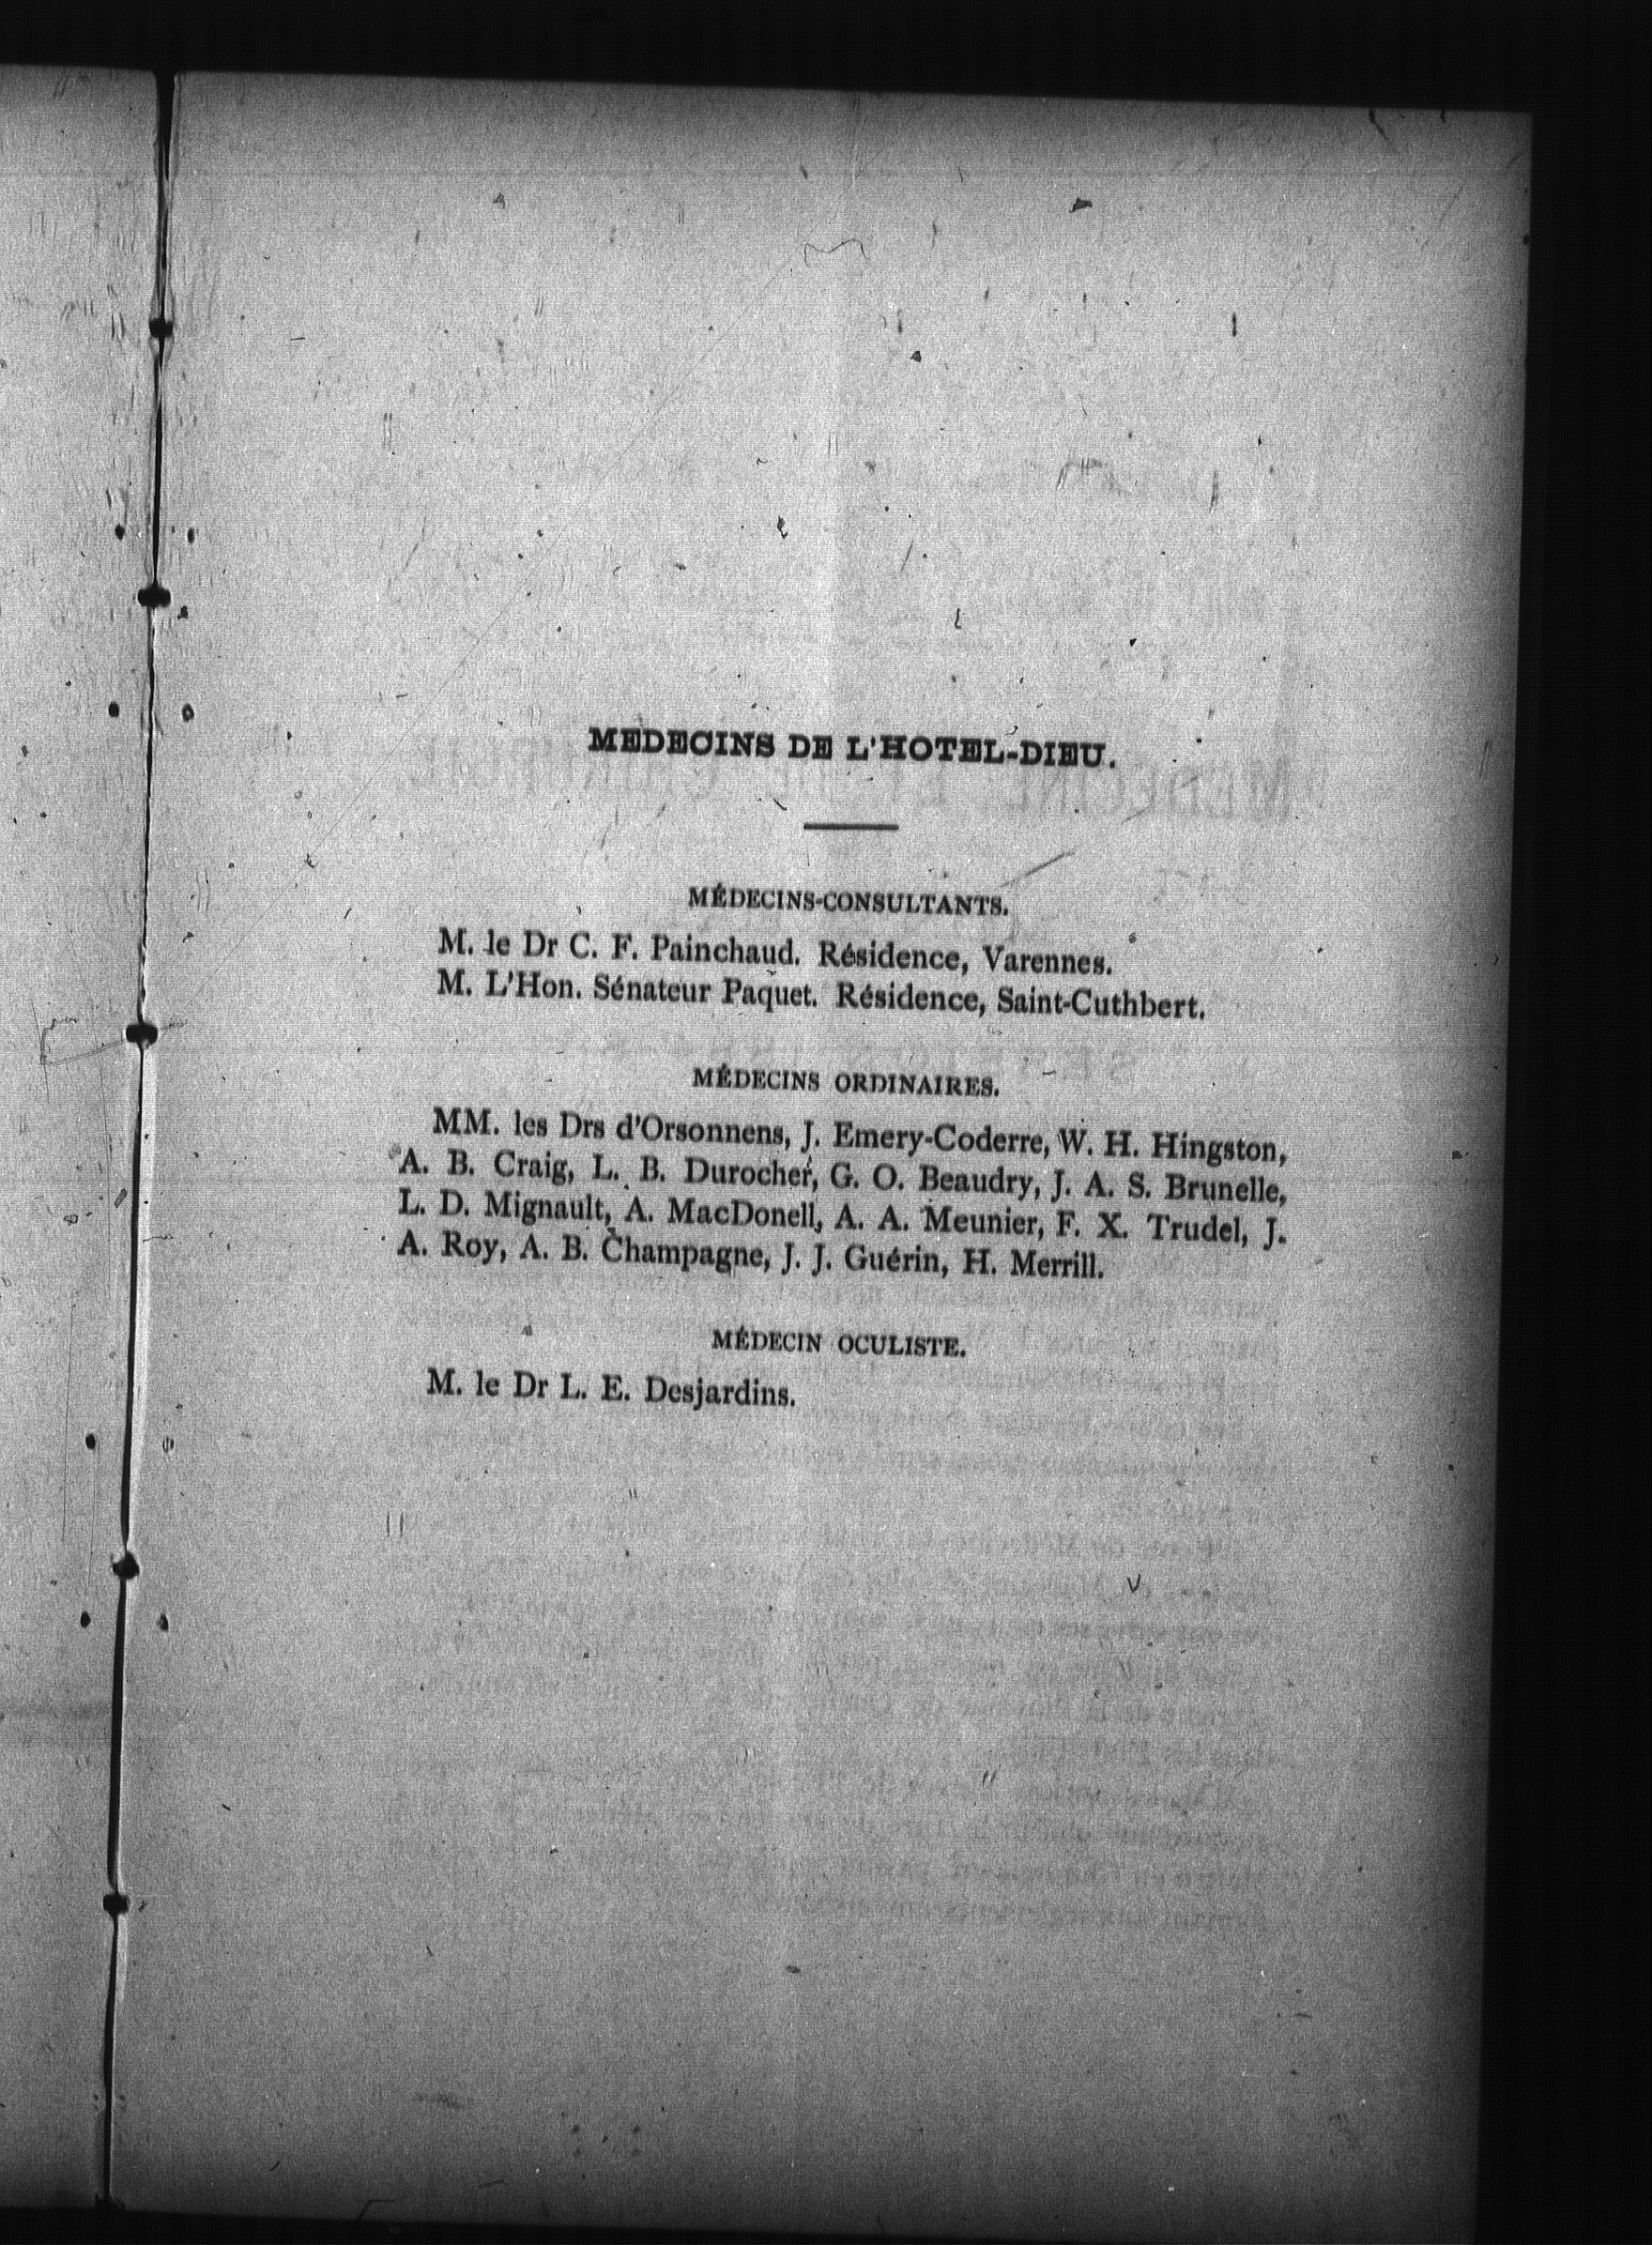 MEDECINS DE L'HOTEL-DIEU.
MÉDECINS-CONSULTANTS.
M. le Dr C. F. Painchaud. Résidence, Varennes.
M. L'Hon. Sénateur Paquet. Résidence, Saint-Cuthbert.
MÉDECINS ORDINAIRES.
MM. les Drs d'Orsonnens, J. Emery-Coderre, W. H. Hingston,
A. B. Craig, L. B. Durocher, G. O. Beaudry, J. A. S. Brunelle,
L. D. Mignault, A. MacDonell, A. A. Meunier, F. X. Trudel, J.
A. Roy, A. B. Champagne, J. J. Guérin, H. Merrill.
MÉDECIN OCULISTE.
M. le Dr L. E. Desjardins.